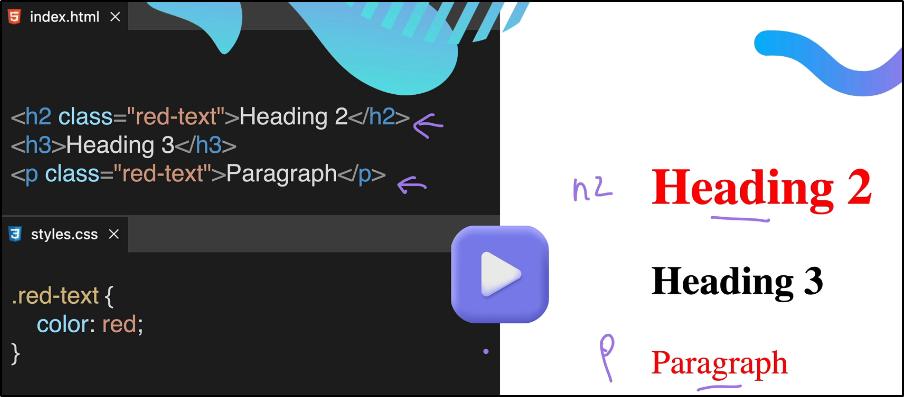 index.html ×
<h2 class="red-text">Heading 2</h2>
<h3>Heading 3</h3>
<p class="red-text">Paragraph</p>
styles.css ×
.red-text {
color: red;
}
n2 Heading 2
Heading 3
p Paragraph